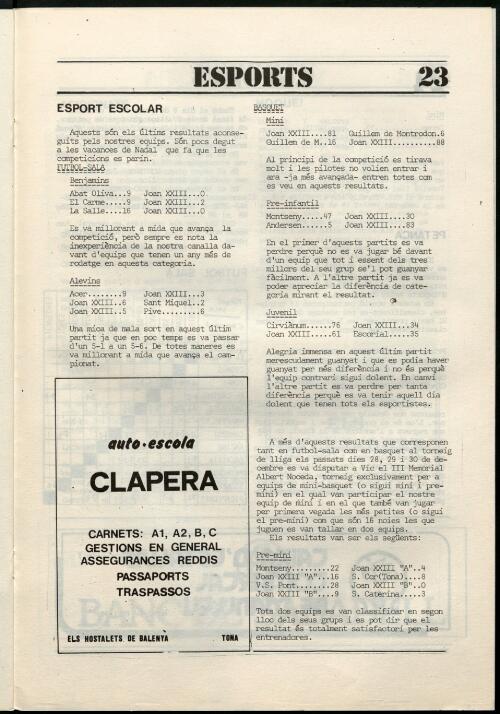 ESPORTS 23
ESPORT ESCOLAR
Aquests són els últims resultats aconse-
guits pels nostres equips. Són pocs degut
a les vacances de Nadal que fa que les
competicions es parin.
FUTBOL-SALA
Benjamins
Abat Oliva...9 Joan XXIII...0
El Carme.....9 Joan XXIII...2
La Salle....16 Joan XXIII...0
Es va millorant a mida que avança la
competició, però sempre es nota la
inexperiència de la nostra canalla da-
vant d'equips que tenen un any més de
rodatge en aquesta categoria.
Alevins
Acer........9 Joan XXIII...3
Joan XXIII..6 Sant Miquel..2
Joan XXIII..5 Pive.........6
Una mica de mala sort en aquest últim
partit ja que en poc temps es va passar
d'un 5-1 a un 5-6. De totes maneres es
va millorant a mida que avança el cam-
pionat.
auto-escola
CLAPERA
CARNETS: A1, A2, B, C
GESTIONS EN GENERAL
ASSEGURANCES REDDIS
PASSAPORTS
TRASPASSOS
ELS HOSTALETS DE BALENYA TONA
BASQUET
Mini
Joan XXIII....81 Guillem de Montrodon.6
Guillem de M..16 Joan XXIII..........88
Al principi de la competició es tirava
molt i les pilotes no volien entrar i
ara -ja més avançada- entren totes com
es veu en aquests resultats.
Pre-infantil
Montseny.....47 Joan XXIII....30
Andersen......5 Joan XXIII....83
En el primer d'aquests partits es va
perdre perquè no es va jugar bé davant
d'un equip que tot i essent dels tres
millors del seu grup se'l pot guanyar
fàcilment. A l'altre partit ja es va
poder apreciar la diferència de cate-
goria mirant el resultat.
Juvenil
Cirviànum......76 Joan XXIII...34
Joan XXIII.....61 Escorial.....35
Alegria immensa en aquest últim partit
merescudament guanyat i que es podia haver
guanyat per més diferència i no és perquè
l'equip contrari sigui dolent. En canvi
l'altre partit es va perdre per tanta
diferència perquè es va tenir aquell dia
dolent que tenen tots els esportistes.
A més d'aquests resultats que corresponen
tant en futbol-sala com en basquet al torneig
de lliga els passats dies 28, 29 i 30 de de-
cembre es va disputar a Vic el III Memorial
Albert Noceda, torneig exclusivament per a
equips de mini-basquet (o sigui mini i pre-
mini) en el qual van participar el nostre
equip de mini i en el que també van jugar
per primera vegada les més petites (o sigui
el pre-mini) com que són 16 noies les que
juguen es van tallar en dos equips.
Els resultats van ser els següents:
Pre-mini
Montseny.........22 Joan XXIII "A"..4
Joan XXIII "A"...16 S. Cor(Tona)....3
V.S. Pont........28 Joan XXIII "B"..0
Joan XXIII "B"....9 S. Caterina.....3
Tots dos equips es van classificar en segon
lloc dels seus grups i es pot dir que el
resultat és totalment satisfactori per les
entrenadores.